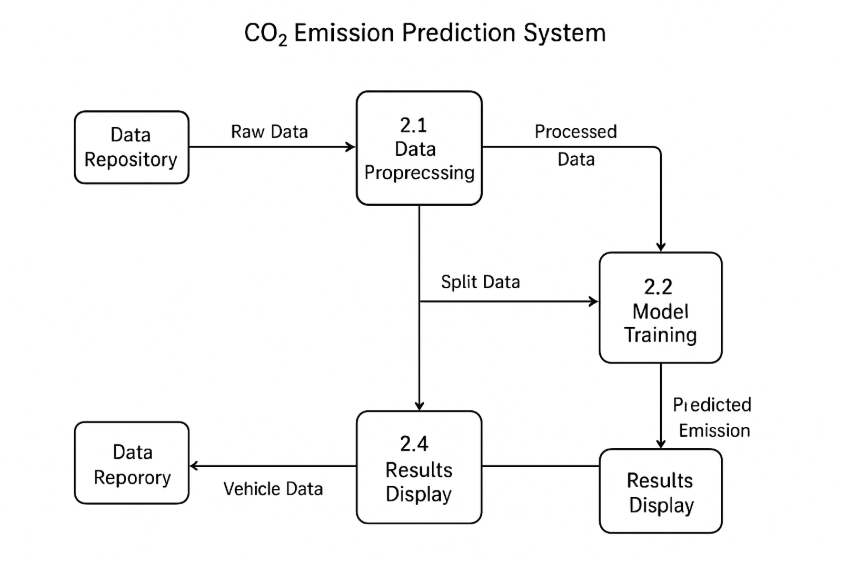 CO₂ Emission Prediction System
Data
Repository
Raw Data
2.1
Data
Proprecssing
Processed
Data
Split Data
2.2
Model
Training
Predicted
Emission
Data
Reporory
Vehicle Data
2.4
Results
Display
Results
Display